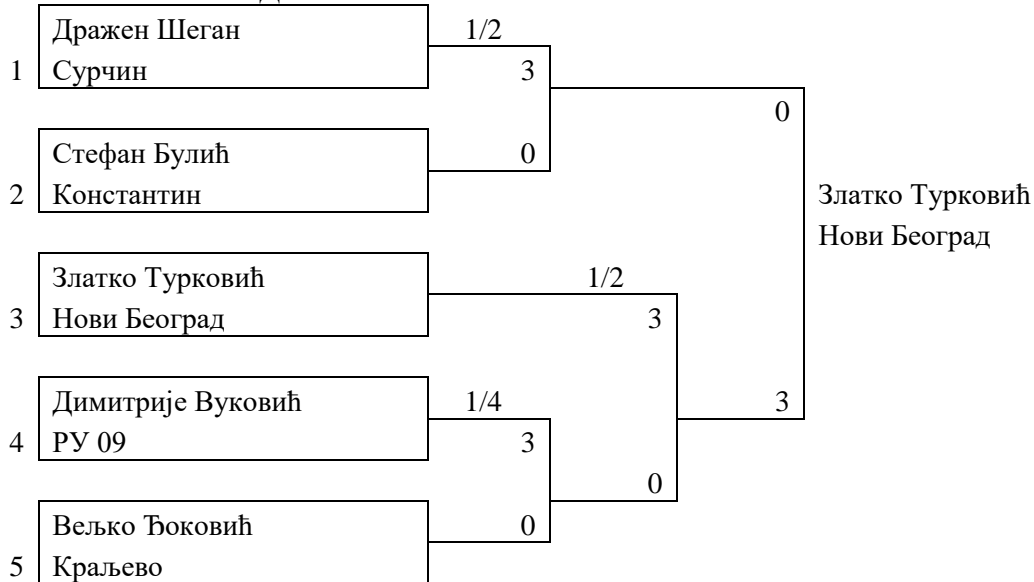 Дражен Шеган
1/2
1
Сурчин
3
0
Стефан Булић
0
2
Константин
Златко Турковић
Нови Београд
Златко Турковић
1/2
3
Нови Београд
3
Димитрије Вуковић
1/4
3
4
РУ 09
3
0
Вељко Ђоковић
0
5
Краљево